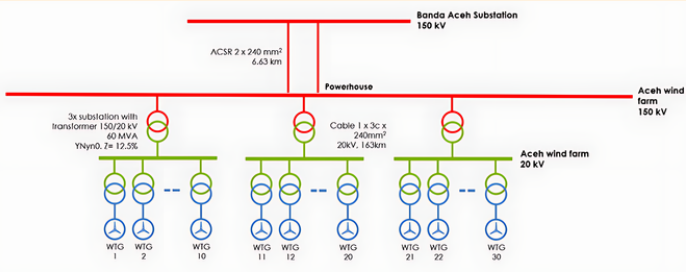 Banda Aceh Substation
150 kV
ACSR 2 x 240 mm²
6.63 km
Powerhouse
Aceh wind
farm
150 kV
3x substation with
transformer 150/20 kV
60 MVA
YNyn0, Z= 12.5%
Cable 1 x 3c x
240mm²
20kV, 163km
Aceh wind farm
20 kV
WTG
1
WTG
2
WTG
10
WTG
11
WTG
12
WTG
20
WTG
21
WTG
22
WTG
30